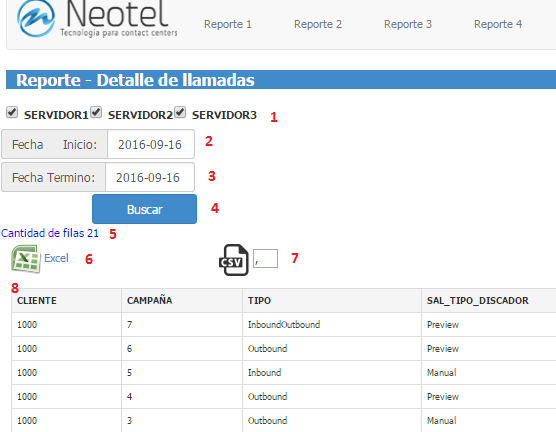 Neotel
Tecnología para contact centers
Reporte 1 Reporte 2 Reporte 3 Reporte 4
Reporte - Detalle de llamadas
SERVIDOR1 SERVIDOR2 SERVIDOR3 1
Fecha Inicio: 2016-09-16 2
Fecha Termino: 2016-09-16 3
Buscar 4
Cantidad de filas 21 5
Excel 6 CSV , 7
8
CLIENTE CAMPAÑA TIPO SAL_TIPO_DISCADOR
1000 7 InboundOutbound Preview
1000 6 Outbound Preview
1000 5 Inbound Manual
1000 4 Outbound Preview
1000 3 Outbound Manual